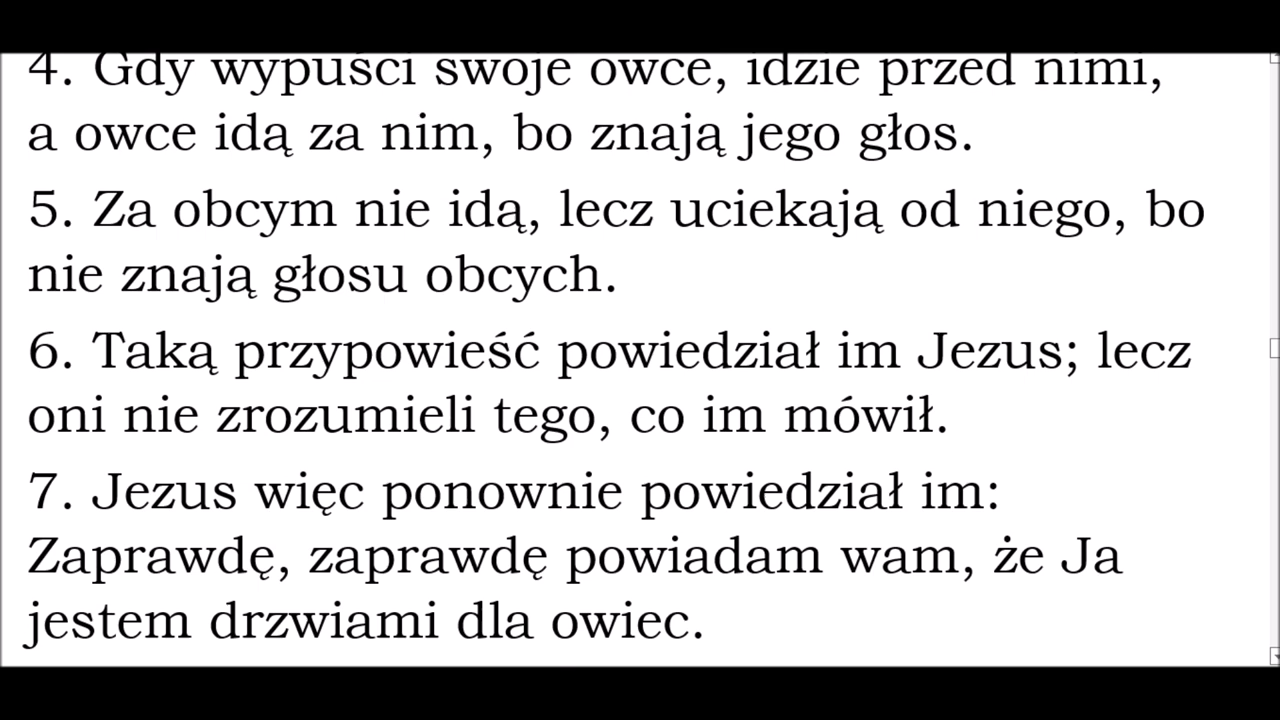 4. Gdy wypuści swoje owce, idzie przed nimi,
a owce idą za nim, bo znają jego głos.
5. Za obcym nie idą, lecz uciekają od niego, bo
nie znają głosu obcych.
6. Taką przypowieść powiedział im Jezus; lecz
oni nie zrozumieli tego, co im mówił.
7. Jezus więc ponownie powiedział im:
Zaprawdę, zaprawdę powiadam wam, że Ja
jestem drzwiami dla owiec.